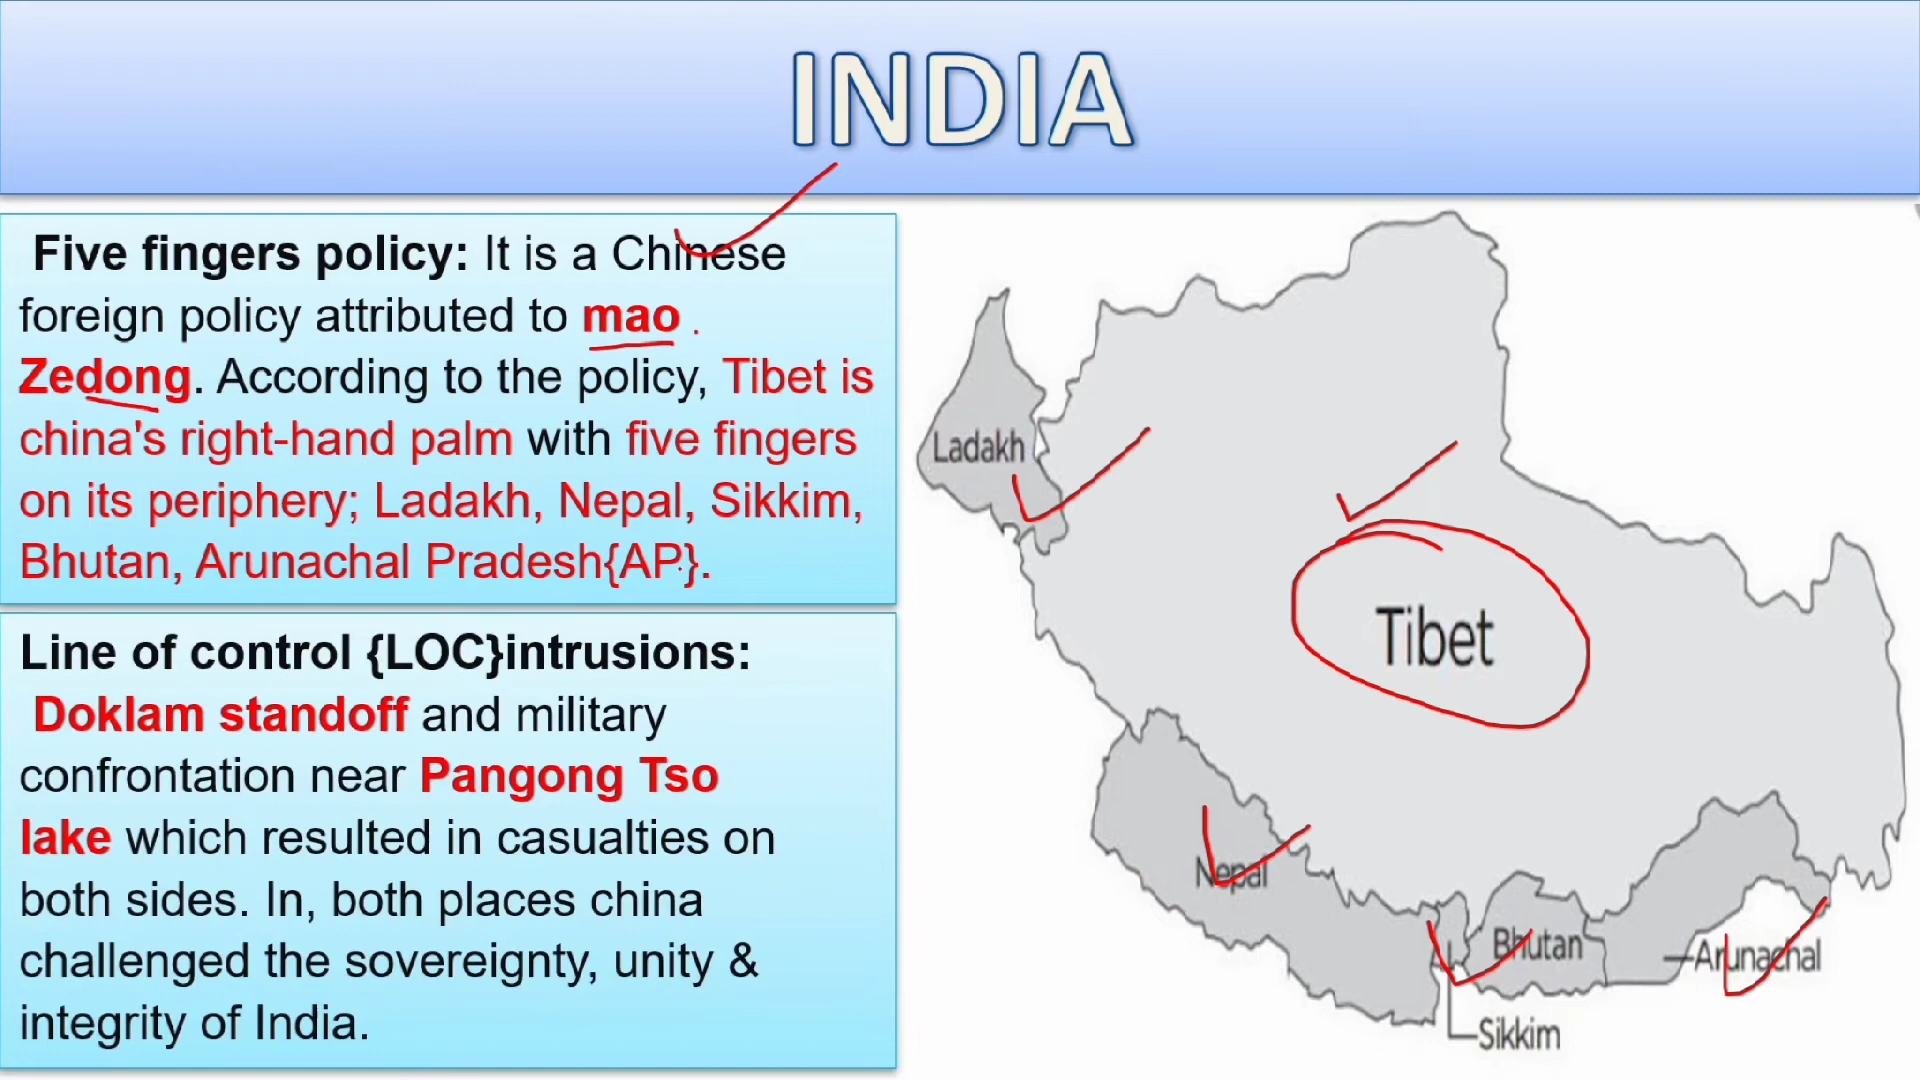 INDIA
Five fingers policy: It is a Chinese
foreign policy attributed to mao
Zedong. According to the policy, Tibet is
china's right-hand palm with five fingers
on its periphery; Ladakh, Nepal, Sikkim,
Bhutan, Arunachal Pradesh{AP}.
Line of control {LOC}intrusions:
Doklam standoff and military
confrontation near Pangong Tso
lake which resulted in casualties on
both sides. In, both places china
challenged the sovereignty, unity &
integrity of India.
Ladakh
Tibet
Nepal
Bhutan
Arunachal
Sikkim